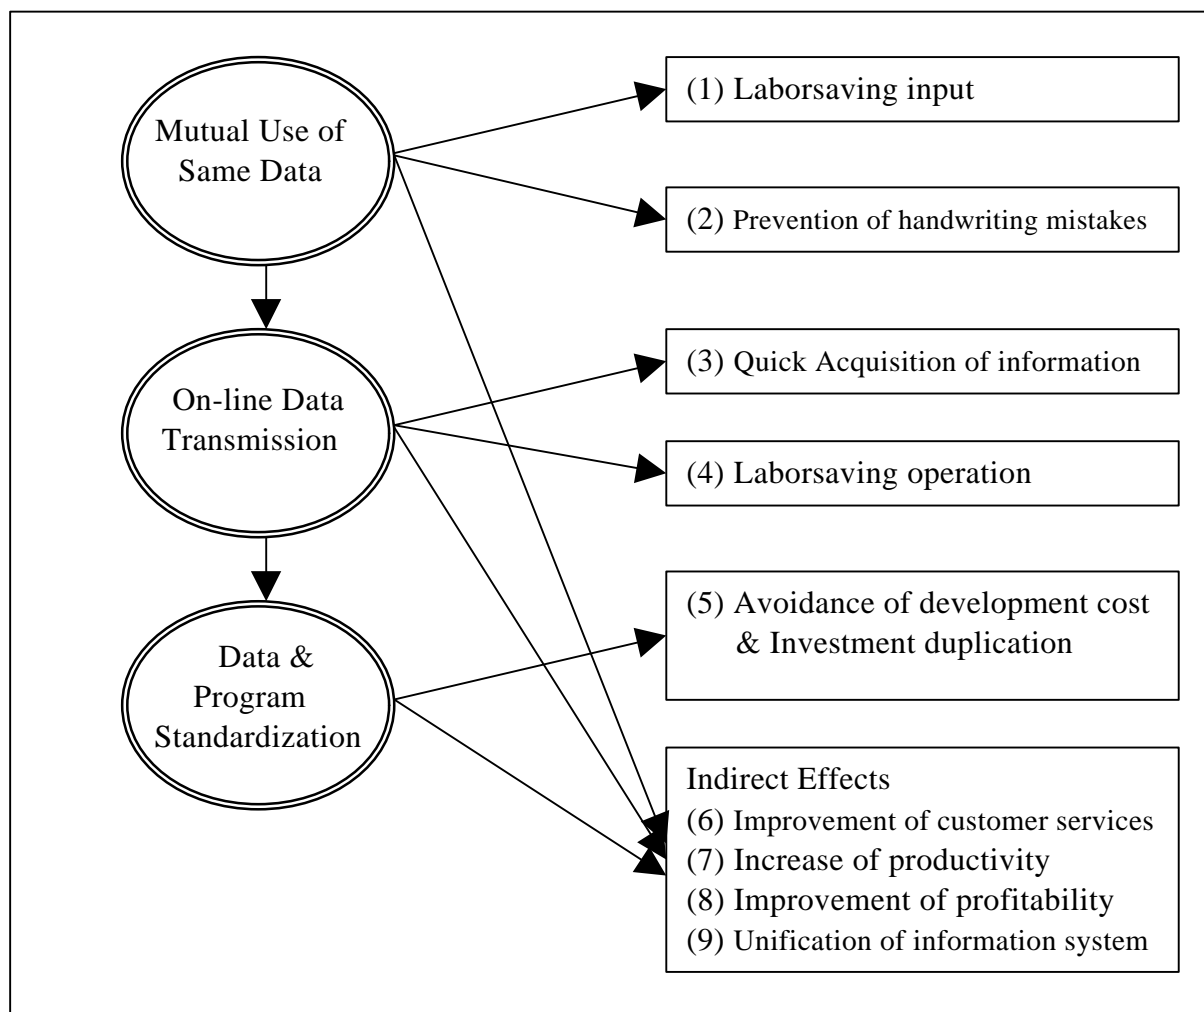 Mutual Use of
Same Data
On-line Data
Transmission
Data &
Program
Standardization
(1) Laborsaving input
(2) Prevention of handwriting mistakes
(3) Quick Acquisition of information
(4) Laborsaving operation
(5) Avoidance of development cost
& Investment duplication
Indirect Effects
(6) Improvement of customer services
(7) Increase of productivity
(8) Improvement of profitability
(9) Unification of information system